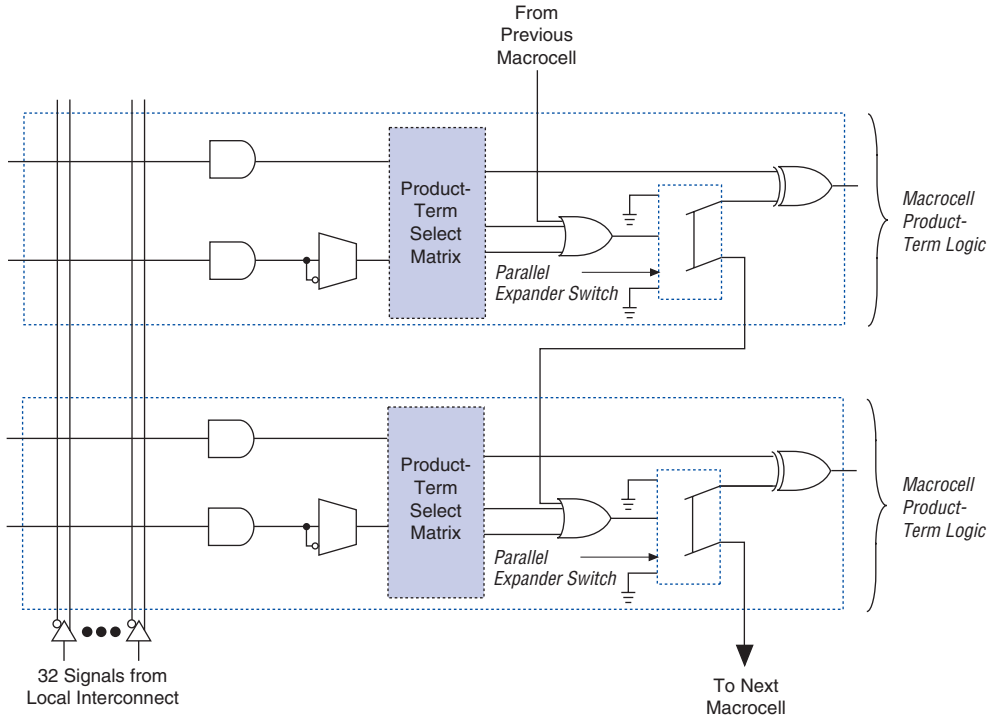 From
Previous
Macrocell
Product-
Term
Select
Matrix
Parallel
Expander Switch
Macrocell
Product-
Term Logic
Product-
Term
Select
Matrix
Parallel
Expander Switch
Macrocell
Product-
Term Logic
32 Signals from
Local Interconnect
To Next
Macrocell